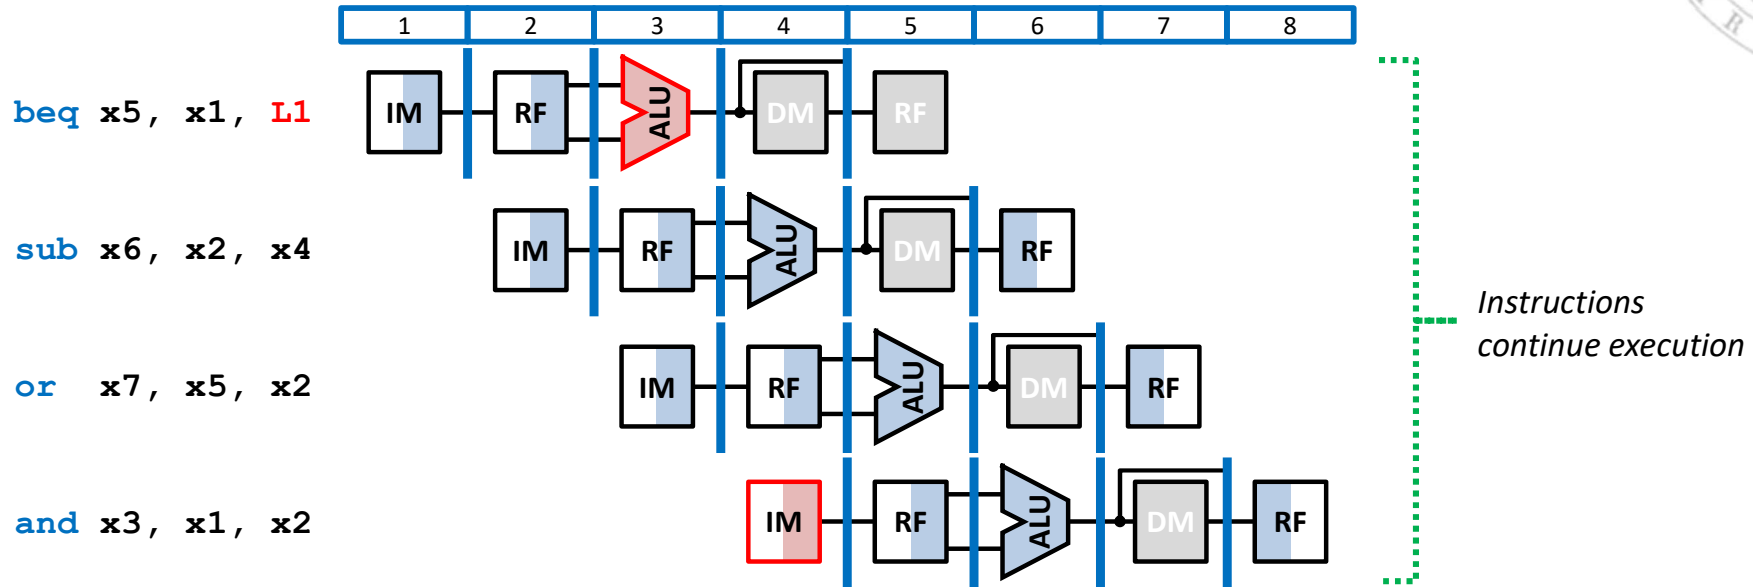 1 2 3 4 5 6 7 8
beq x5, x1, L1 IM RF ALU DM RF
sub x6, x2, x4 IM RF ALU DM RF
Instructions
continue execution
or x7, x5, x2 IM RF ALU DM RF
and x3, x1, x2 IM RF ALU DM RF